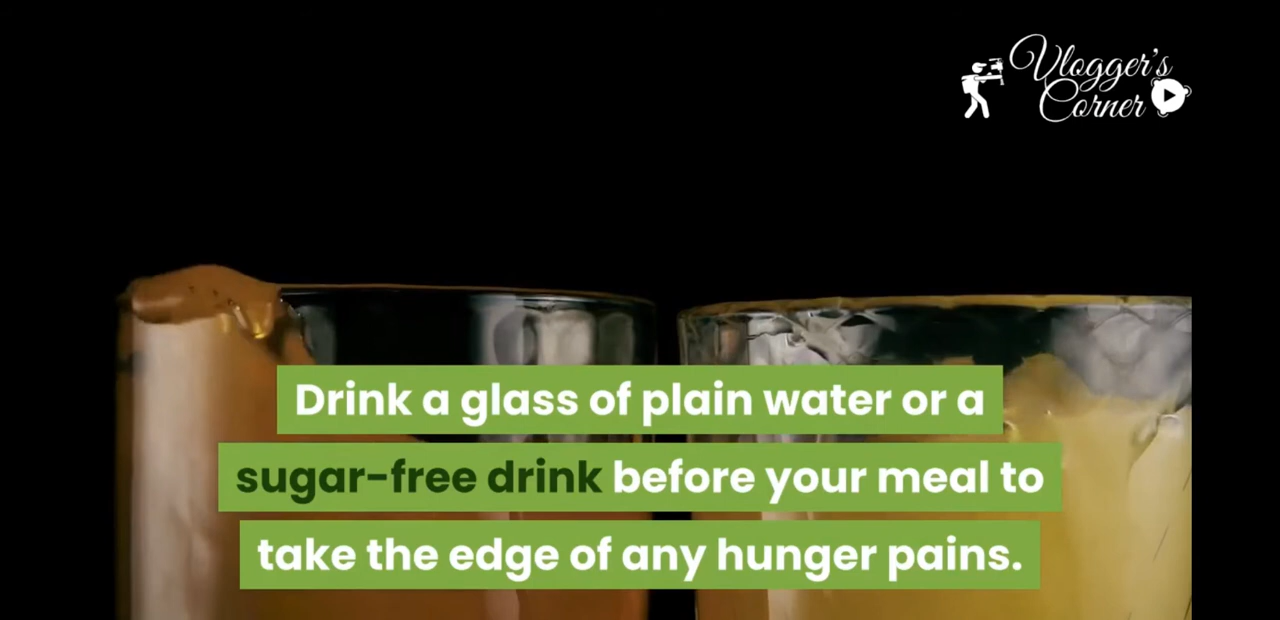 Vlogger's
Corner
Drink a glass of plain water or a
sugar-free drink before your meal to
take the edge of any hunger pains.